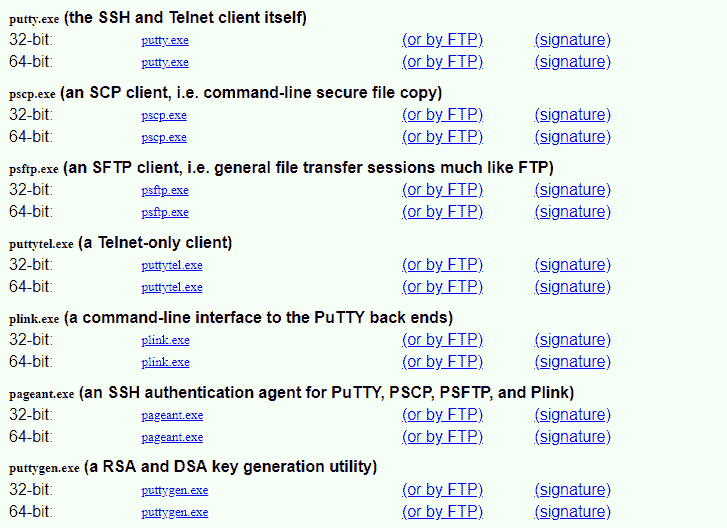 putty.exe (the SSH and Telnet client itself)
32-bit: putty.exe (or by FTP) (signature)
64-bit: putty.exe (or by FTP) (signature)
pscp.exe (an SCP client, i.e. command-line secure file copy)
32-bit: pscp.exe (or by FTP) (signature)
64-bit: pscp.exe (or by FTP) (signature)
psftp.exe (an SFTP client, i.e. general file transfer sessions much like FTP)
32-bit: psftp.exe (or by FTP) (signature)
64-bit: psftp.exe (or by FTP) (signature)
puttytel.exe (a Telnet-only client)
32-bit: puttytel.exe (or by FTP) (signature)
64-bit: puttytel.exe (or by FTP) (signature)
plink.exe (a command-line interface to the PuTTY back ends)
32-bit: plink.exe (or by FTP) (signature)
64-bit: plink.exe (or by FTP) (signature)
pageant.exe (an SSH authentication agent for PuTTY, PSCP, PSFTP, and Plink)
32-bit: pageant.exe (or by FTP) (signature)
64-bit: pageant.exe (or by FTP) (signature)
puttygen.exe (a RSA and DSA key generation utility)
32-bit: puttygen.exe (or by FTP) (signature)
64-bit: puttygen.exe (or by FTP) (signature)